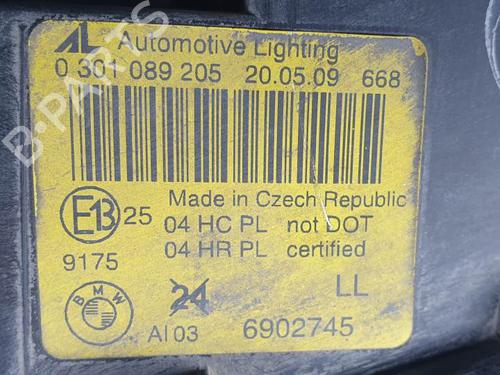 AL Automotive Lighting
0 301 089 205 20.05.09 668
Made in Czech Republic
E13 25 04 HC PL not DOT
04 HR PL certified
9175
BMW 24 LL
Al 03 6902745
B-PARTS